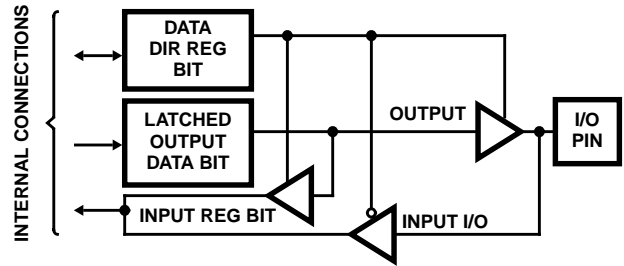 INTERNAL CONNECTIONS
DATA
DIR REG
BIT
LATCHED
OUTPUT
DATA BIT
OUTPUT
I/O
PIN
INPUT REG BIT
INPUT I/O